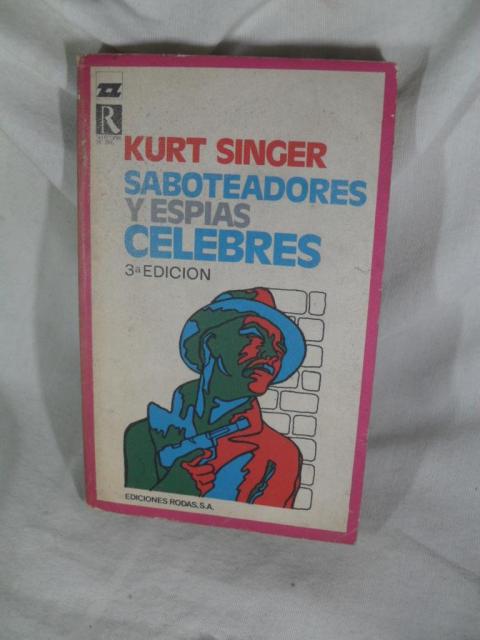 R
KURT SINGER
SABOTEADORES
Y ESPIAS
CELEBRES
3ª EDICION
EDICIONES RODAS, S.A.